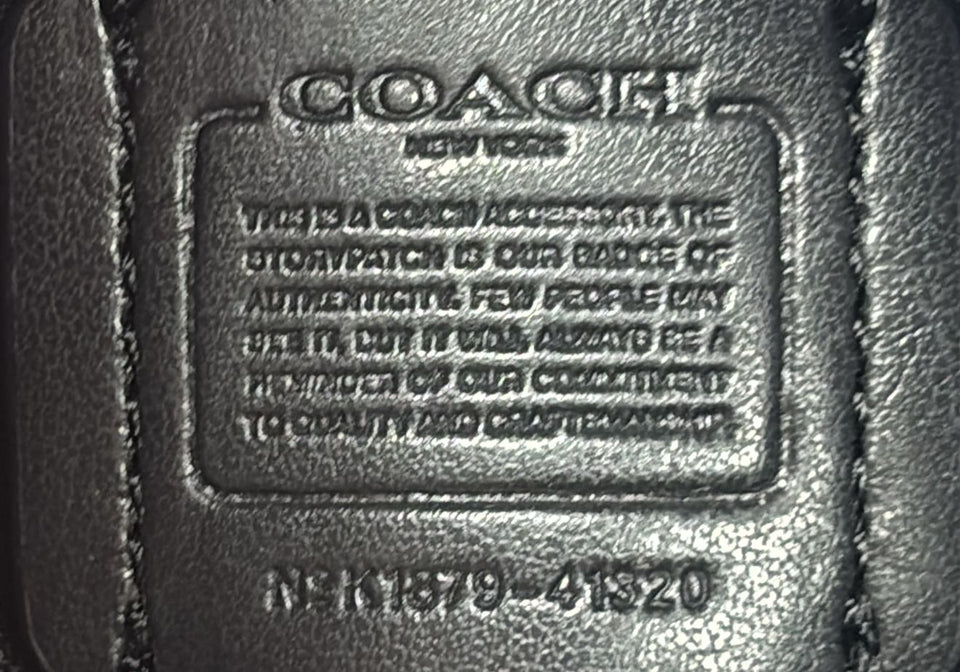 COACH
NEW YORK
THIS IS A COACH ACCESSORY. THE
STORYPATCH IS OUR BADGE OF
AUTHENTICITY. FEW PEOPLE MAY
SEE IT, BUT IT WILL ALWAYS BE A
REMINDER OF OUR COMMITMENT
TO QUALITY AND CRAFTSMANSHIP.
Nº K1879-41320